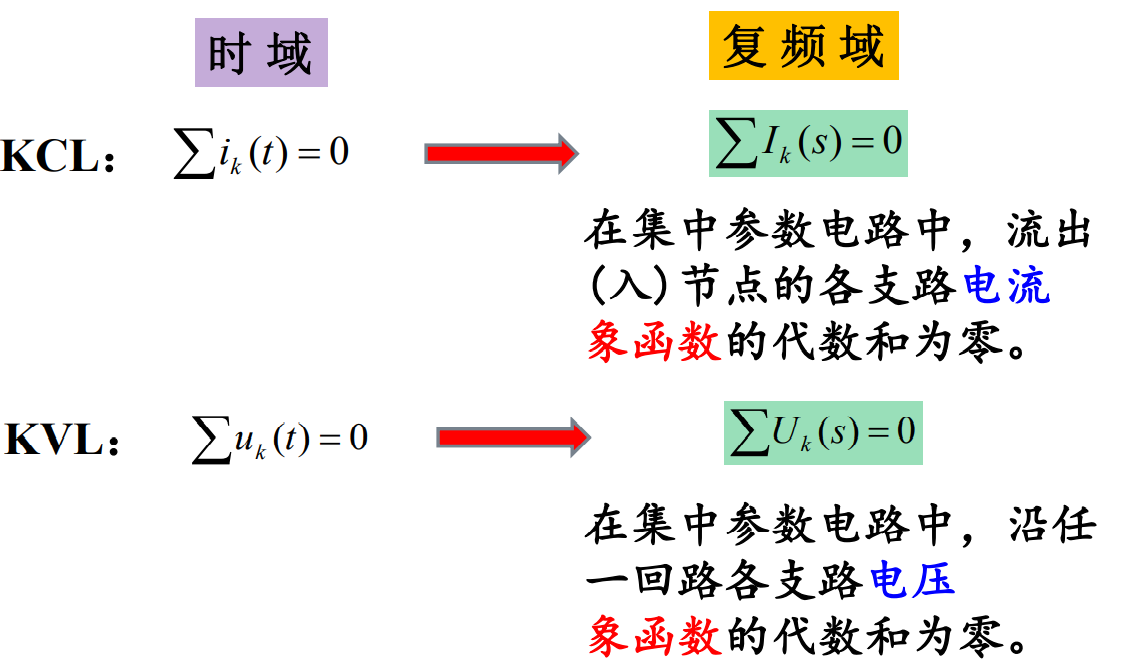 时 域 复 频 域
KCL： ∑i_k(t)=0 ∑I_k(s)=0
在集中参数电路中，流出
(入)节点的各支路电流
象函数的代数和为零。
KVL： ∑u_k(t)=0 ∑U_k(s)=0
在集中参数电路中，沿任
一回路各支路电压
象函数的代数和为零。